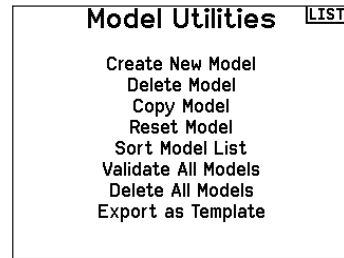 Model Utilities
LIST
Create New Model
Delete Model
Copy Model
Reset Model
Sort Model List
Validate All Models
Delete All Models
Export as Template